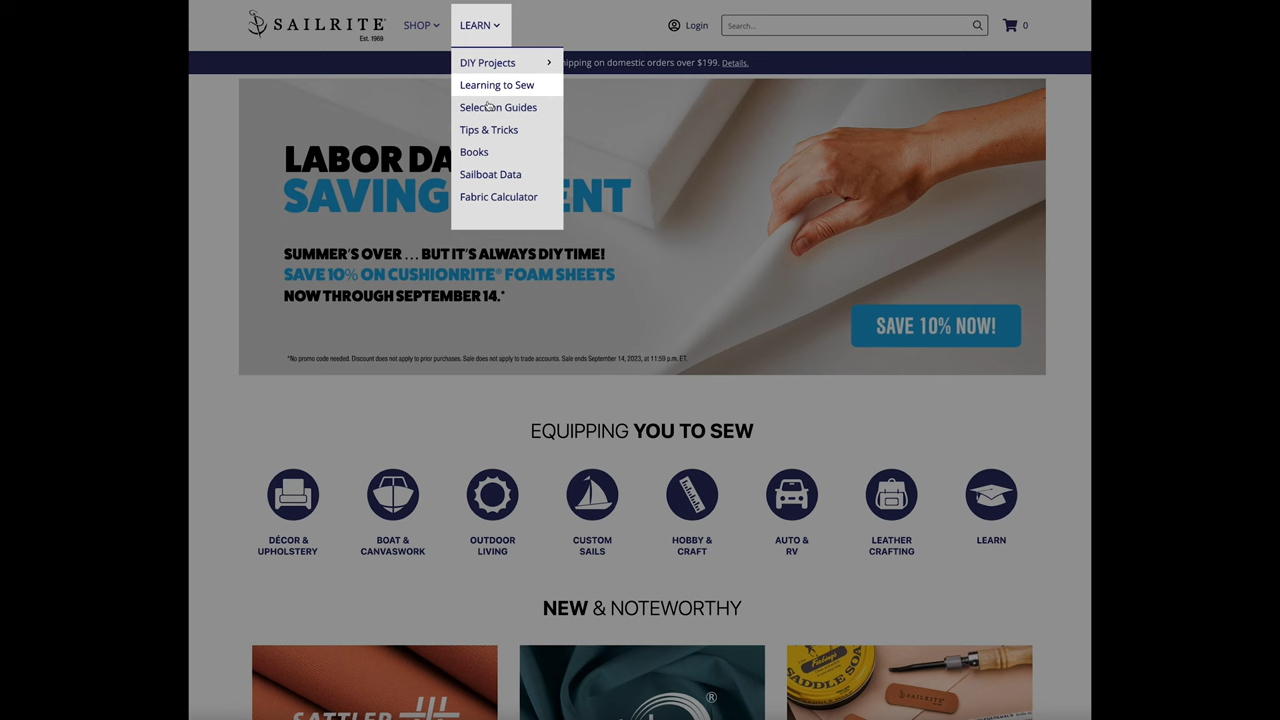 SAILRITE
Est. 1969
SHOP
LEARN
Login
Search...
0
DIY Projects
Learning to Sew
Selection Guides
Tips & Tricks
Books
Sailboat Data
Fabric Calculator
on domestic orders over $199. Details.
LABOR
SAVING
SUMMER'S OVER ... BUT IT'S ALWAYS DIY TIME!
SAVE 10% ON CUSHIONRITE® FOAM SHEETS
NOW THROUGH SEPTEMBER 14.*
SAVE 10% NOW!
*No promo code needed. Discount does not apply to prior purchases. Sale does not apply to trade accounts. Sale ends September 14, 2023, at 11:59 p.m. ET.
EQUIPPING YOU TO SEW
DÉCOR &
UPHOLSTERY
BOAT &
CANVASWORK
OUTDOOR
LIVING
CUSTOM
SAILS
HOBBY &
CRAFT
AUTO &
RV
LEATHER
CRAFTING
LEARN
NEW & NOTEWORTHY
SATTLER
®
Fiebing's
SADDLE SOAP
SAILRITE